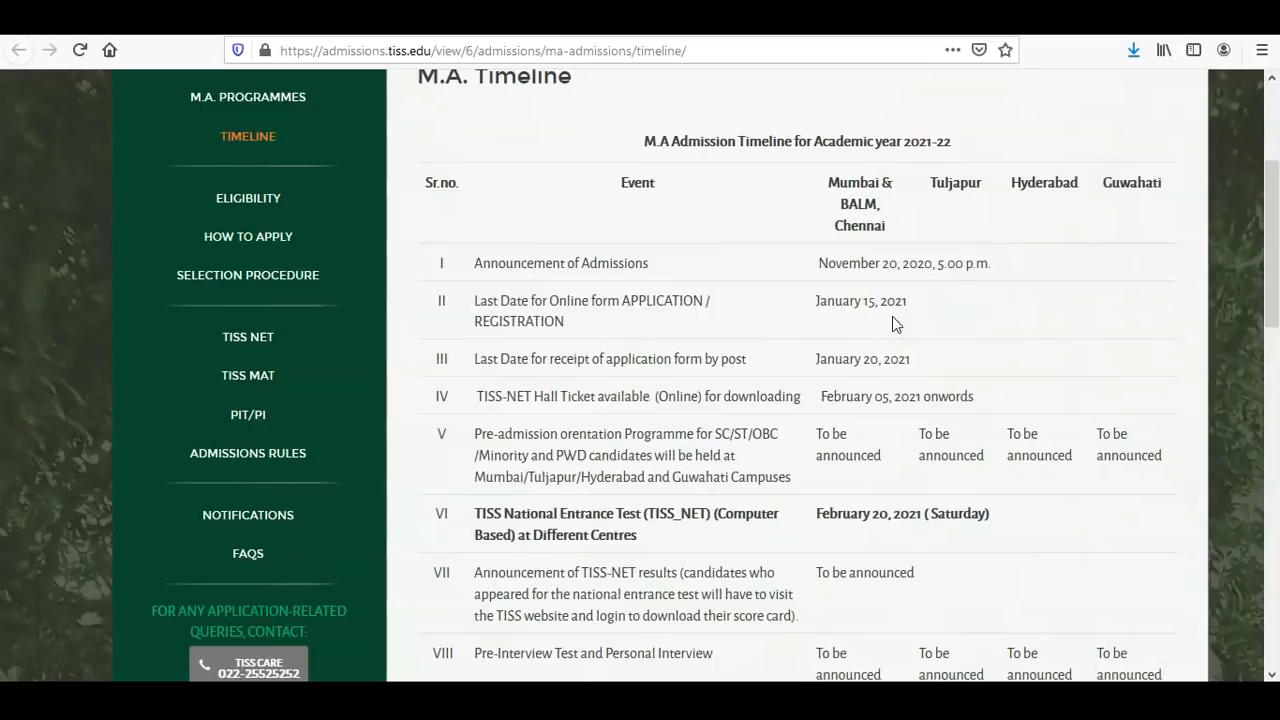 https://admissions.tiss.edu/view/6/admissions/ma-admissions/timeline/
M.A. PROGRAMMES
TIMELINE
ELIGIBILITY
HOW TO APPLY
SELECTION PROCEDURE
TISS NET
TISS MAT
PIT/PI
ADMISSIONS RULES
NOTIFICATIONS
FAQS
FOR ANY APPLICATION-RELATED
QUERIES, CONTACT:
TISS CARE
022-25525252
M.A. Timeline
M.A Admission Timeline for Academic year 2021-22
Sr.no. Event Mumbai & Tuljapur Hyderabad Guwahati
BALM,
Chennai
I Announcement of Admissions November 20, 2020, 5.00 p.m.
II Last Date for Online form APPLICATION / January 15, 2021
REGISTRATION
III Last Date for receipt of application form by post January 20, 2021
IV TISS-NET Hall Ticket available (Online) for downloading February 05, 2021 onwords
V Pre-admission orentation Programme for SC/ST/OBC To be To be To be To be
/Minority and PWD candidates will be held at announced announced announced announced
Mumbai/Tuljapur/Hyderabad and Guwahati Campuses
VI TISS National Entrance Test (TISS_NET) (Computer February 20, 2021 ( Saturday)
Based) at Different Centres
VII Announcement of TISS-NET results (candidates who To be announced
appeared for the national entrance test will have to visit
the TISS website and login to download their score card).
VIII Pre-Interview Test and Personal Interview To be To be To be To be
announced announced announced announced